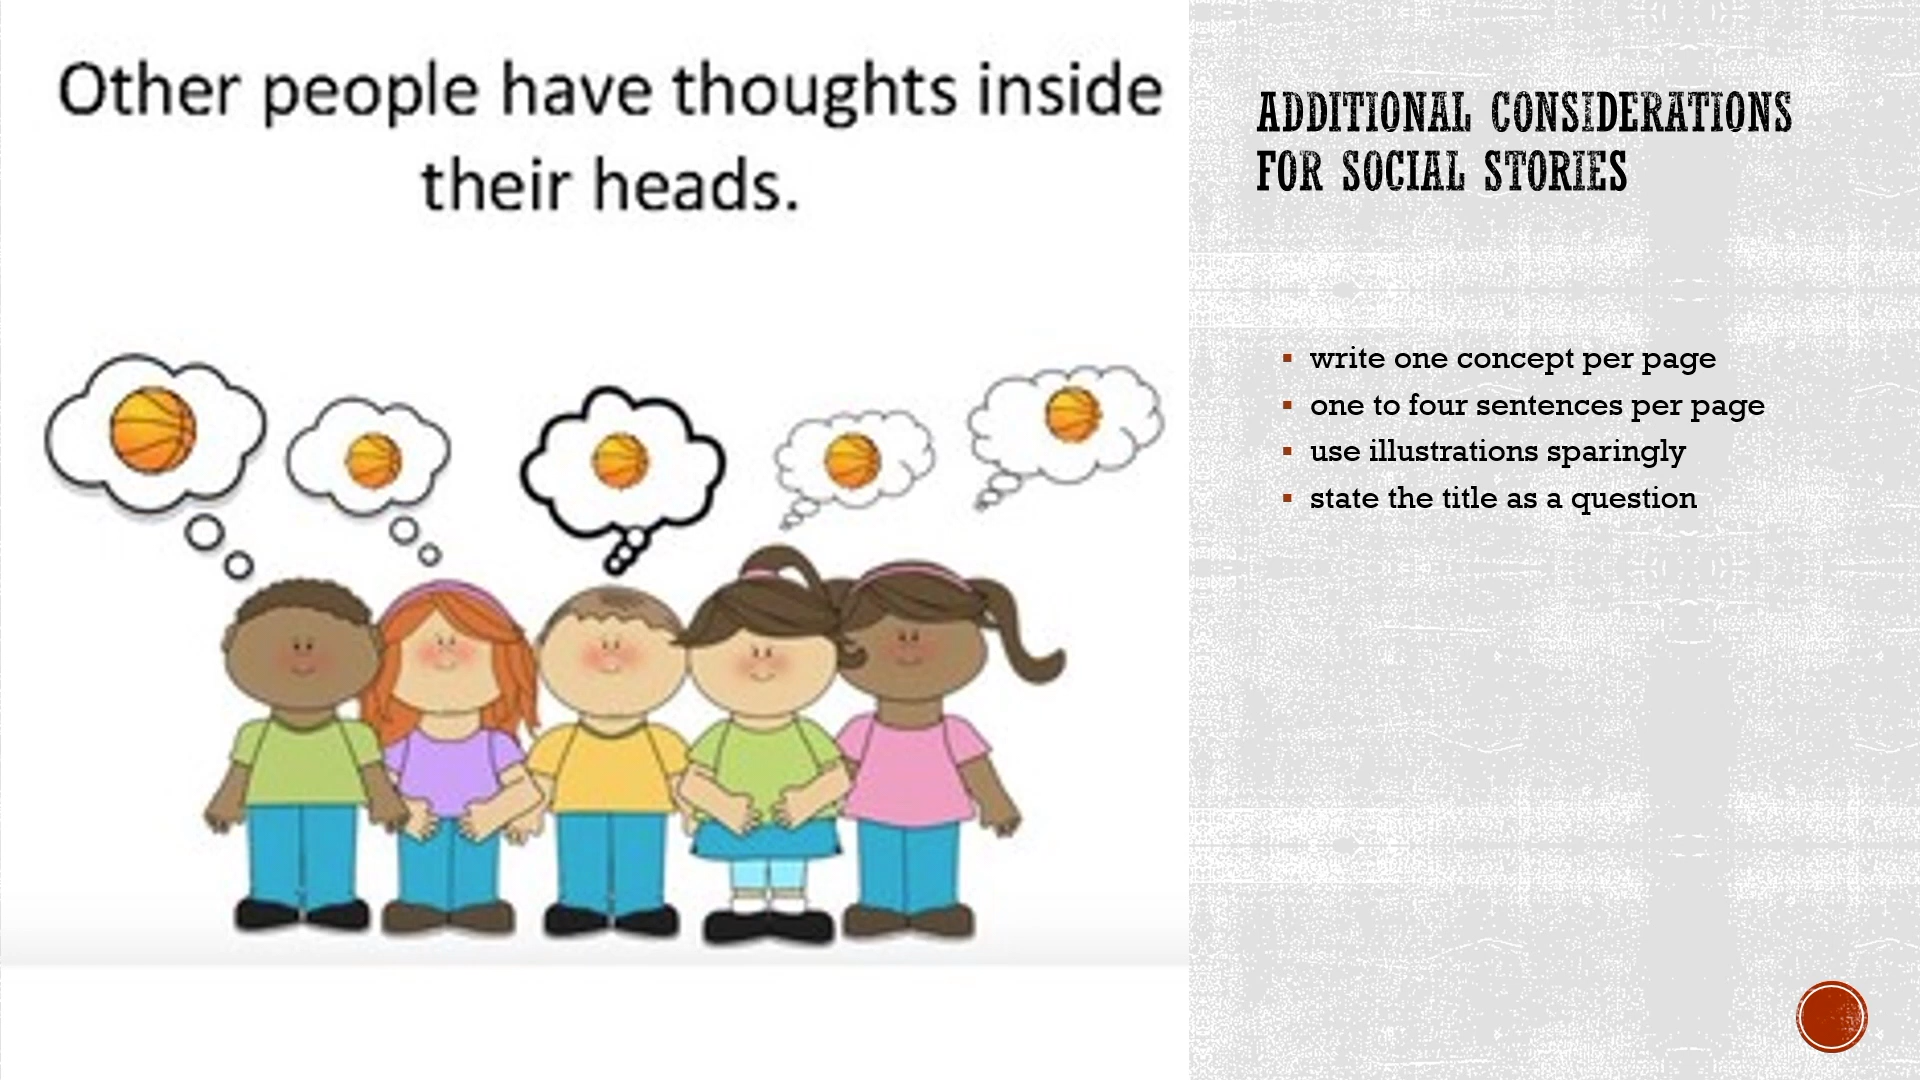 Other people have thoughts inside
their heads.
ADDITIONAL CONSIDERATIONS
FOR SOCIAL STORIES
▪ write one concept per page
▪ one to four sentences per page
▪ use illustrations sparingly
▪ state the title as a question